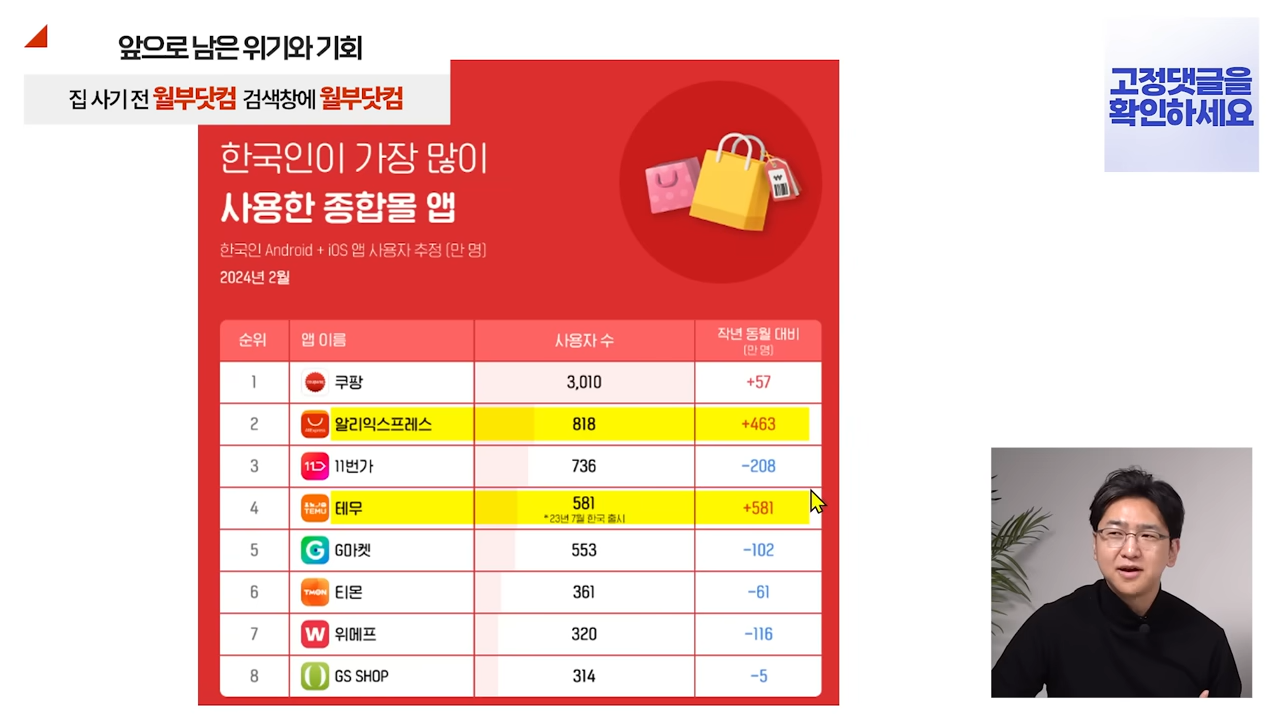 앞으로 남은 위기와 기회
집 사기 전 월부닷컴 검색창에 월부닷컴
고정댓글을
확인하세요
한국인이 가장 많이
사용한 종합몰 앱
한국인 Android + iOS 앱 사용자 추정 (만 명)
2024년 2월
순위 앱 이름 사용자 수 작년 동월 대비
(만 명)
1 쿠팡 3,010 +57
2 알리익스프레스 818 +463
3 11번가 736 -208
4 TEMU 테무 581 +581
*23년 7월 한국 출시
5 G마켓 553 -102
6 TMON 티몬 361 -61
7 W 위메프 320 -116
8 GS SHOP 314 -5